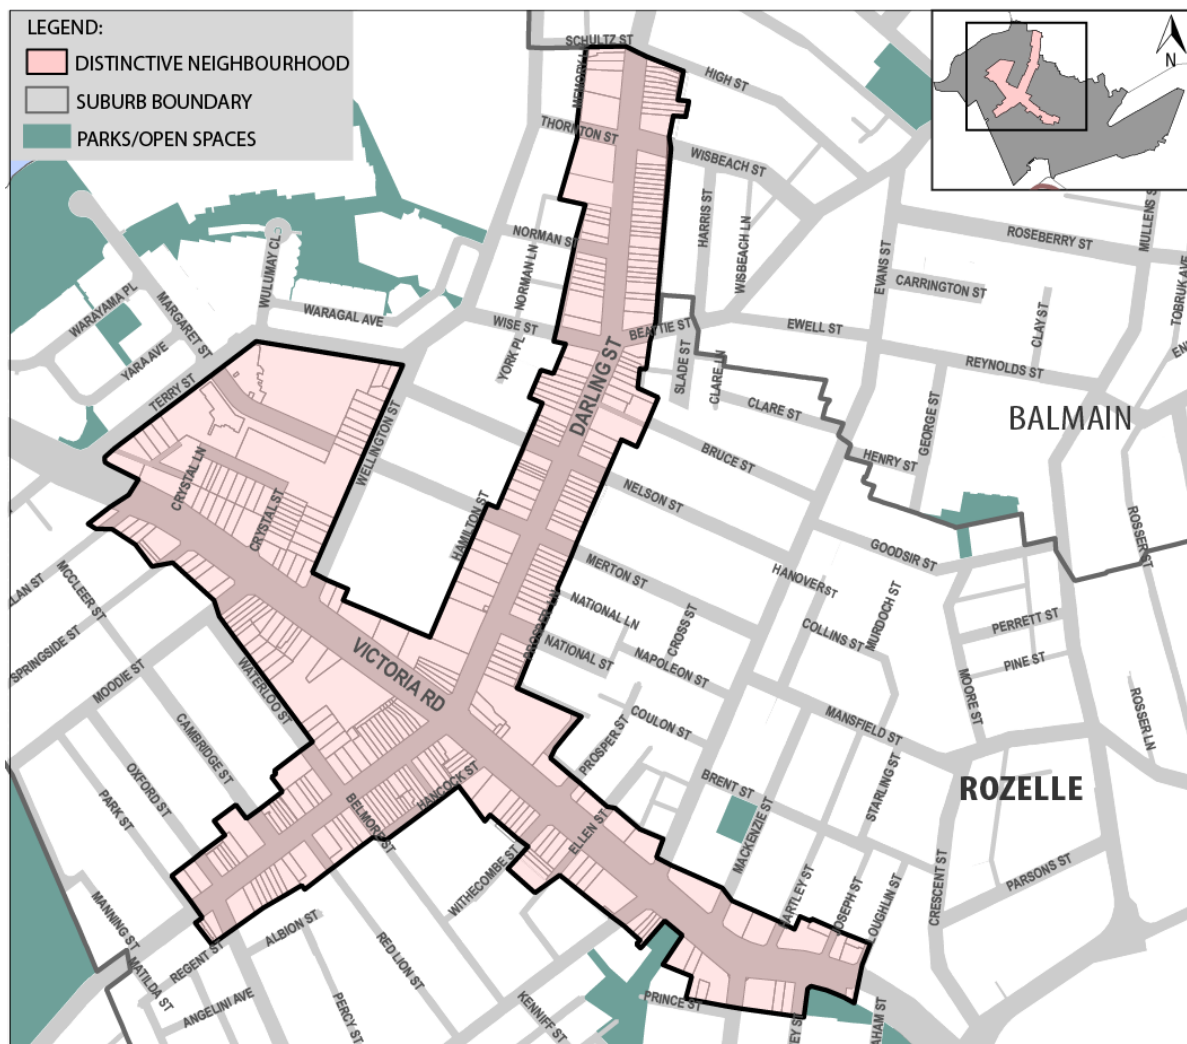 LEGEND:
DISTINCTIVE NEIGHBOURHOOD
SUBURB BOUNDARY
PARKS/OPEN SPACES
N
SCHULTZ ST
HIGH ST
THORNTON ST
WISBEACH ST
HARRIS ST
WISBEACH LN
MULLENS S
ROSEBERRY ST
EVANS ST
CARRINGTON ST
CLAY ST
TOBRUK AVE
NORMAN ST
NORMAN LN
WULUMAY CL
WARAYAMA PL
MARGARET ST
WARAGAL AVE
YARA AVE
TERRY ST
WISE ST
YORK PL
BEATTIE ST
EWELL ST
REYNOLDS ST
SLADE ST
CLARE LN
CLARE ST
DARLING ST
GEORGE ST
HENRY ST
BALMAIN
WELLINGTON ST
CRYSTAL LN
CRYSTAL ST
HAMILTON ST
BRUCE ST
NELSON ST
MERTON ST
HANOVER ST
GOODSIR ST
ROSSER ST
MCCLEER ST
SPRINGSIDE ST
MOODIE ST
WATERLOO ST
VICTORIA RD
NATIONAL LN
NATIONAL ST
CROSS ST
NAPOLEON ST
COLLINS ST
MURDOCH ST
PERRETT ST
PINE ST
MOORE ST
ROSSER LN
MANSFIELD ST
COULON ST
PROSPER ST
BRENT ST
MACKENZIE ST
STARLING ST
ROZELLE
CAMBRIDGE ST
OXFORD ST
PARK ST
BELMORE ST
HANCOCK ST
ELLEN ST
WITHECOMBE ST
CRESCENT ST
PARSONS ST
MANNING ST
MATILDA ST
REGENT ST
ALBION ST
ANGELINI AVE
PERCY ST
RED LION ST
KENNIFF ST
PRINCE ST